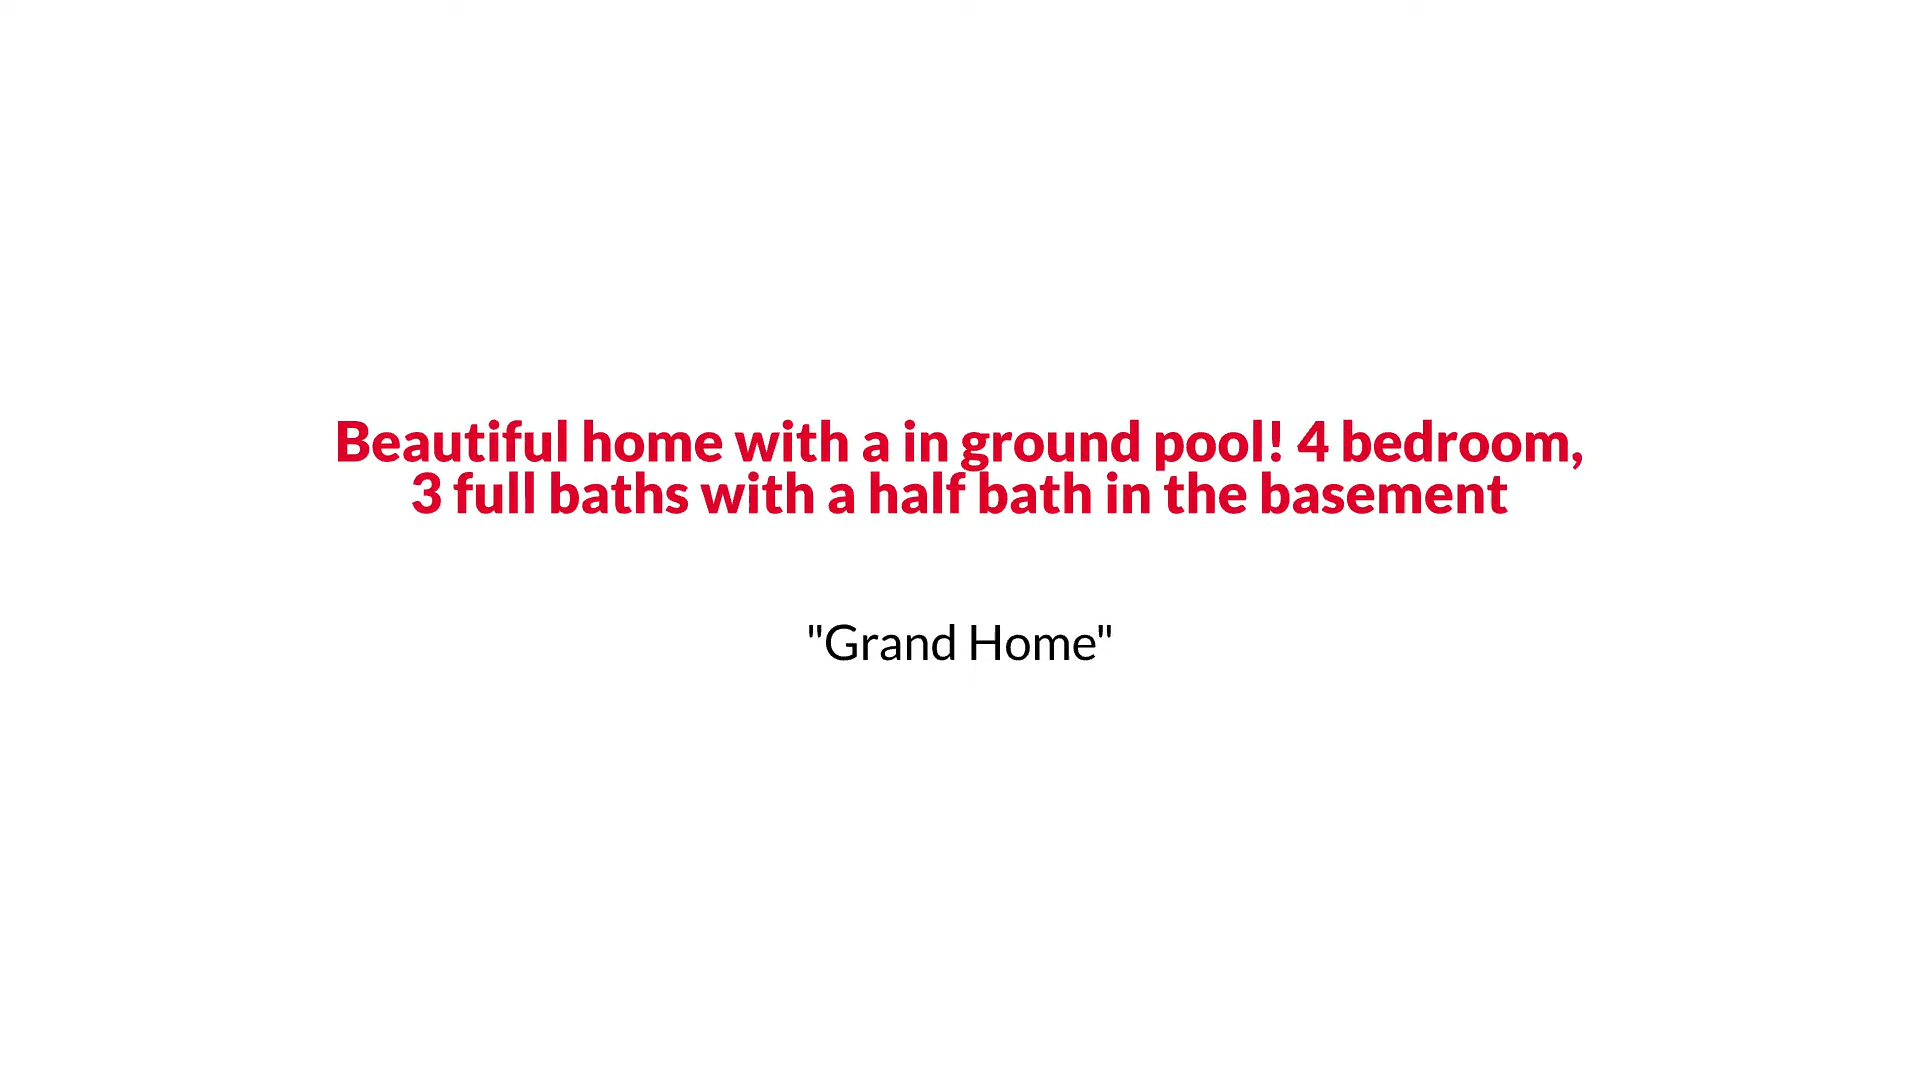 Beautiful home with a in ground pool! 4 bedroom,
3 full baths with a half bath in the basement
"Grand Home"